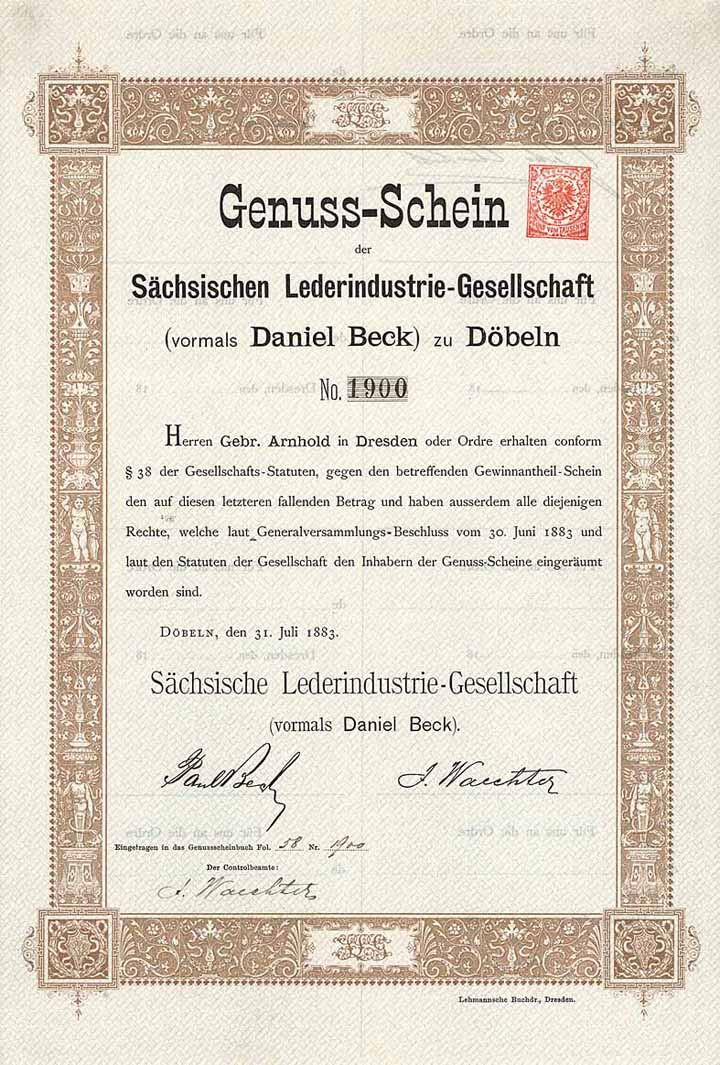 Genuss-Schein
der
Sächsischen Lederindustrie-Gesellschaft
(vormals Daniel Beck) zu Döbeln
No. 1900
Herren Gebr. Arnhold in Dresden oder Ordre erhalten conform
§ 38 der Gesellschafts-Statuten, gegen den betreffenden Gewinnantheil-Schein
den auf diesen letzteren fallenden Betrag und haben ausserdem alle diejenigen
Rechte, welche laut Generalversammlungs-Beschluss vom 30. Juni 1883 und
laut den Statuten der Gesellschaft den Inhabern der Genuss-Scheine eingeräumt
worden sind.
Döbeln, den 31. Juli 1883.
Sächsische Lederindustrie-Gesellschaft
(vormals Daniel Beck).
Paul Beck J. Waechter
Eingetragen in das Genussscheinbuch Fol. 58 Nr. 1900
Der Controlbeamte:
J. Waechter
Lehmannsche Buchdr., Dresden.